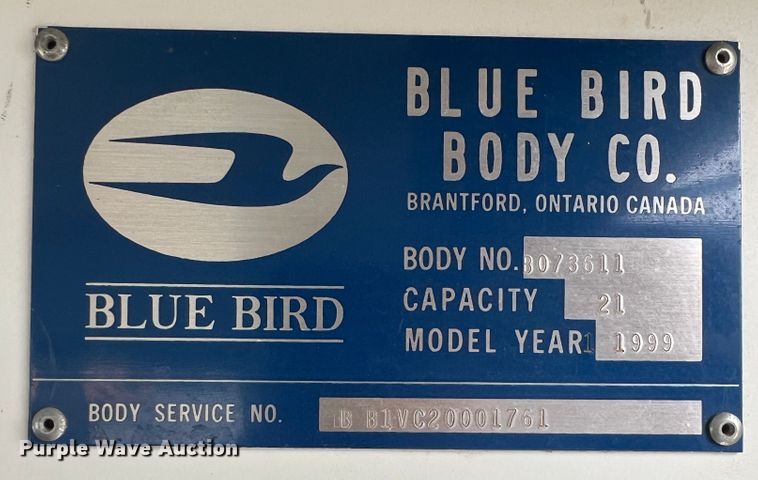 BLUE BIRD
BLUE BIRD
BODY CO.
BRANTFORD, ONTARIO CANADA
BODY NO. B073611
CAPACITY 21
MODEL YEAR 1 1999
BODY SERVICE NO. B B1VC20001761
Purple Wave Auction